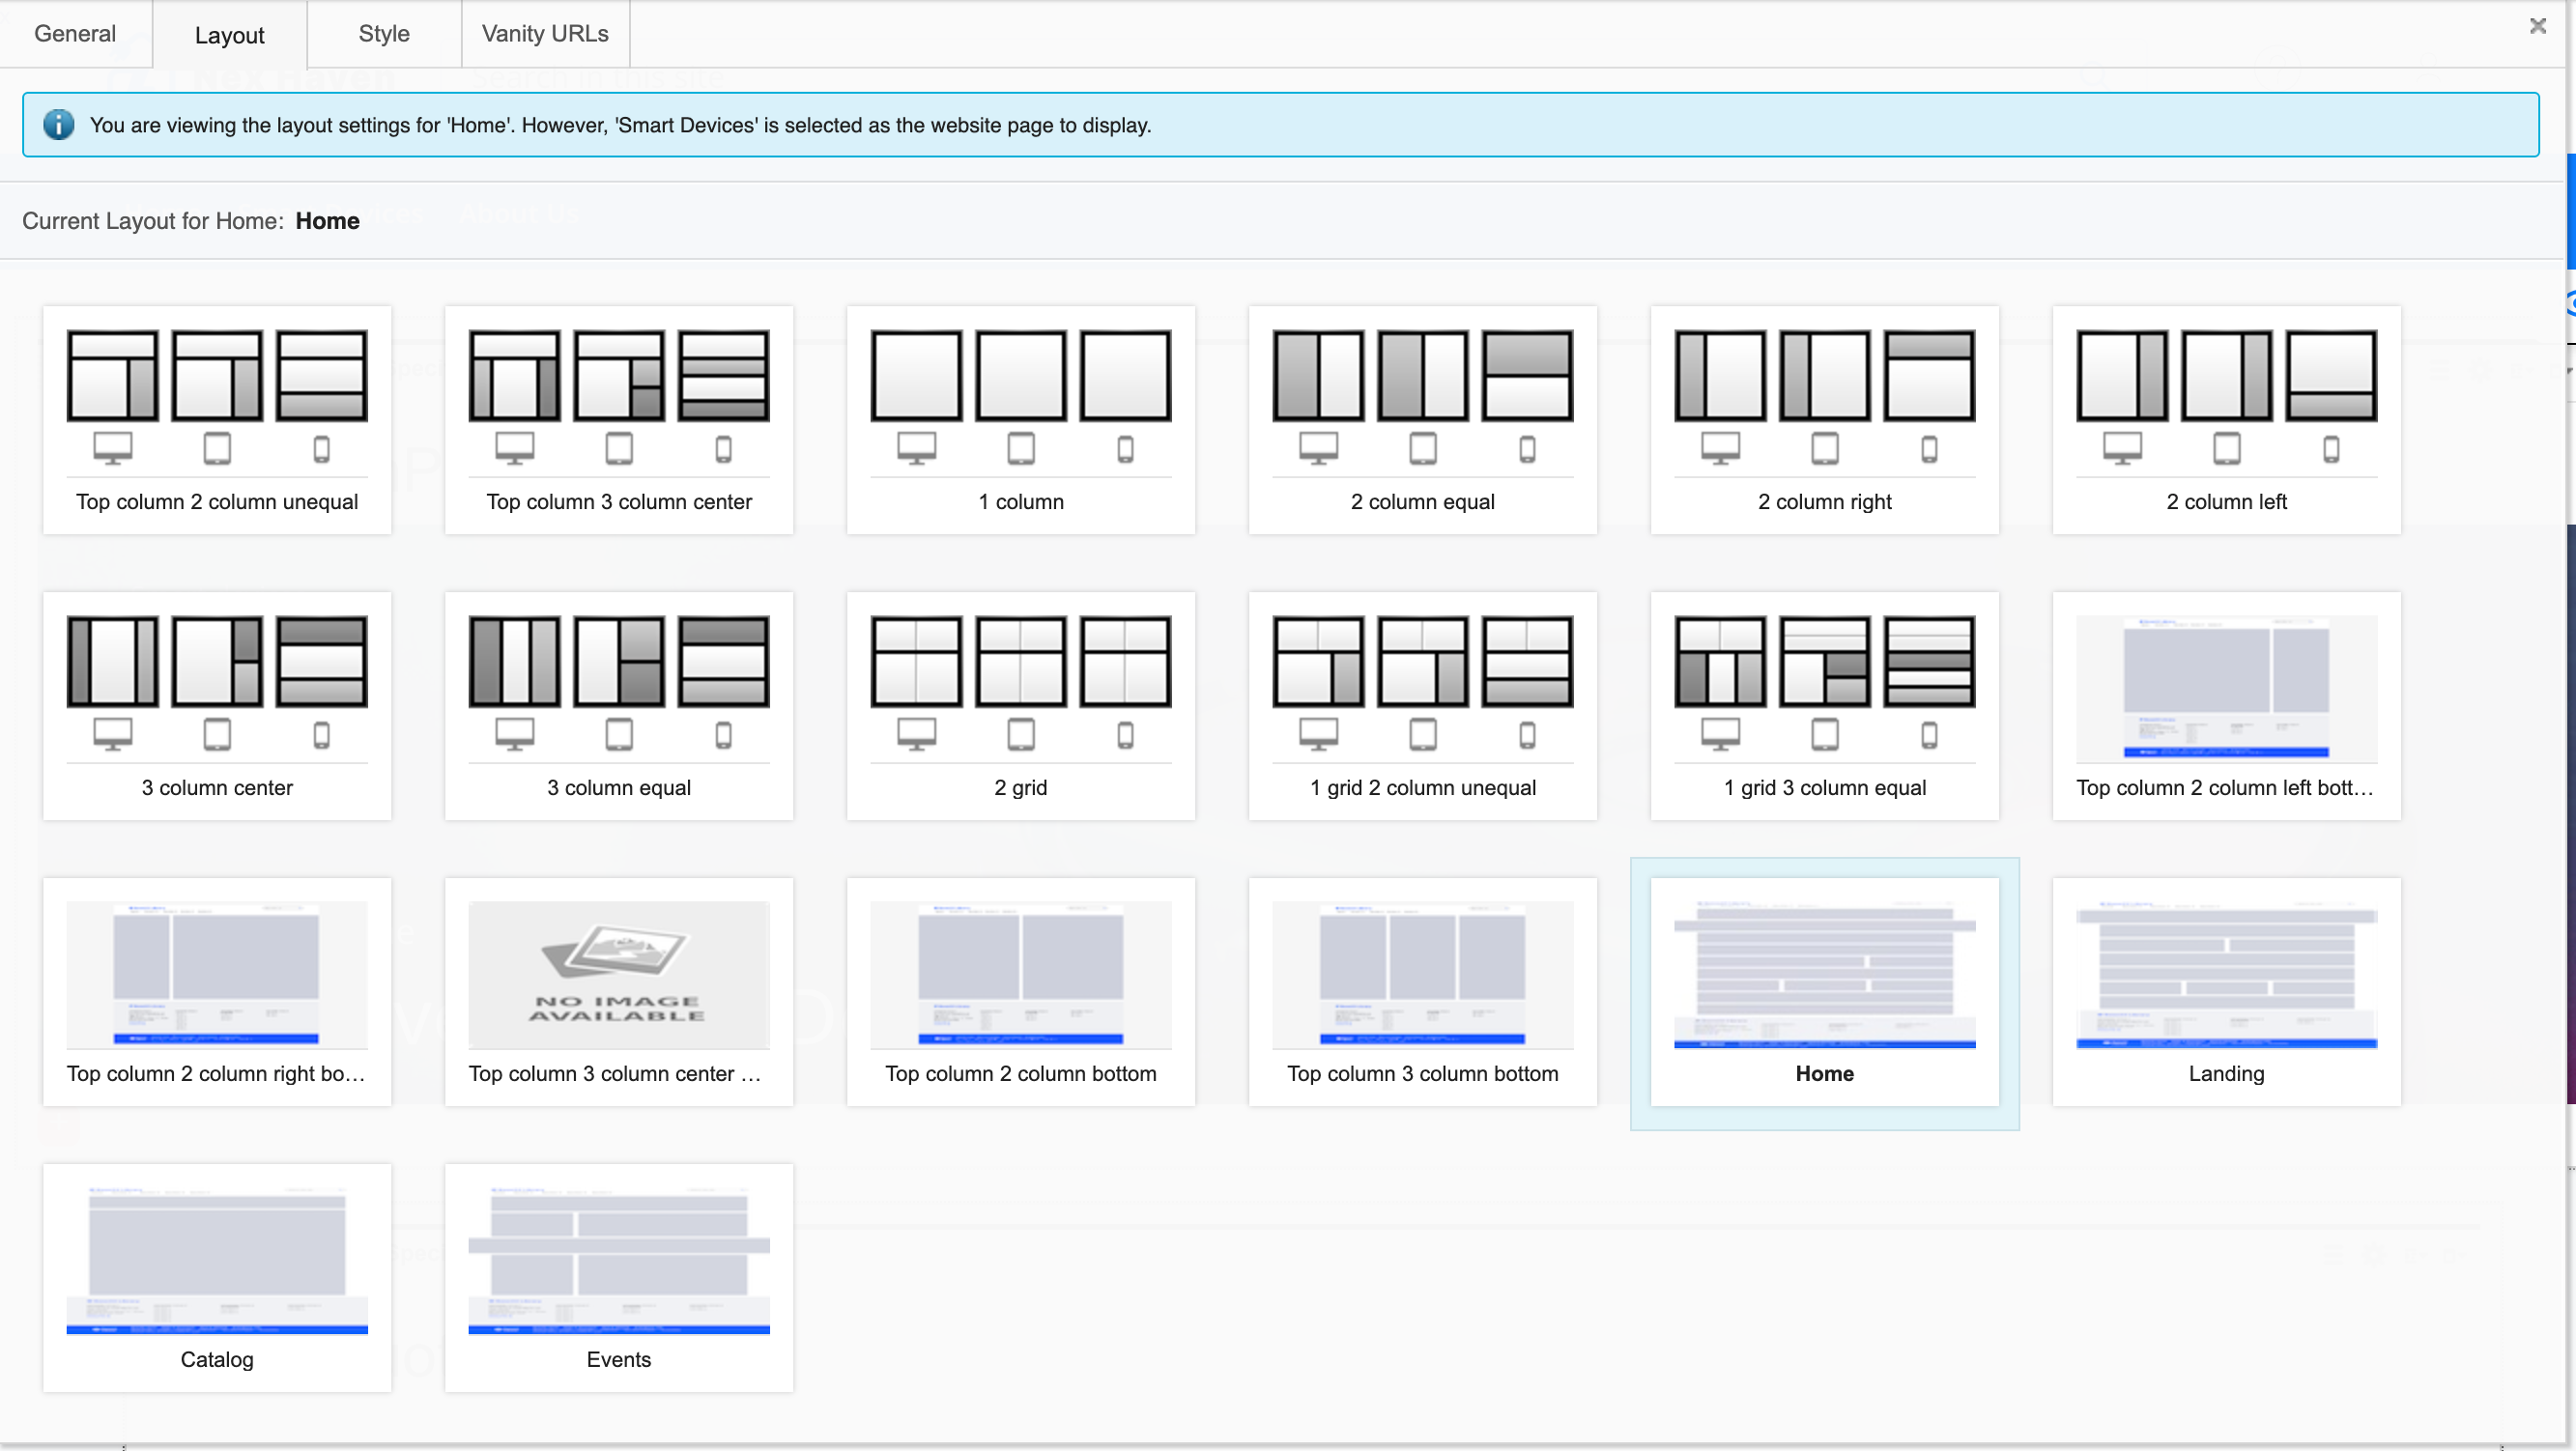 General
Layout
Style
Vanity URLs
You are viewing the layout settings for 'Home'. However, 'Smart Devices' is selected as the website page to display.
Current Layout for Home: Home
Top column 2 column unequal
Top column 3 column center
1 column
2 column equal
2 column right
2 column left
3 column center
3 column equal
2 grid
1 grid 2 column unequal
1 grid 3 column equal
Top column 2 column left bott...
Top column 2 column right bo...
NO IMAGE
AVAILABLE
Top column 3 column center ...
Top column 2 column bottom
Top column 3 column bottom
Home
Landing
Catalog
Events